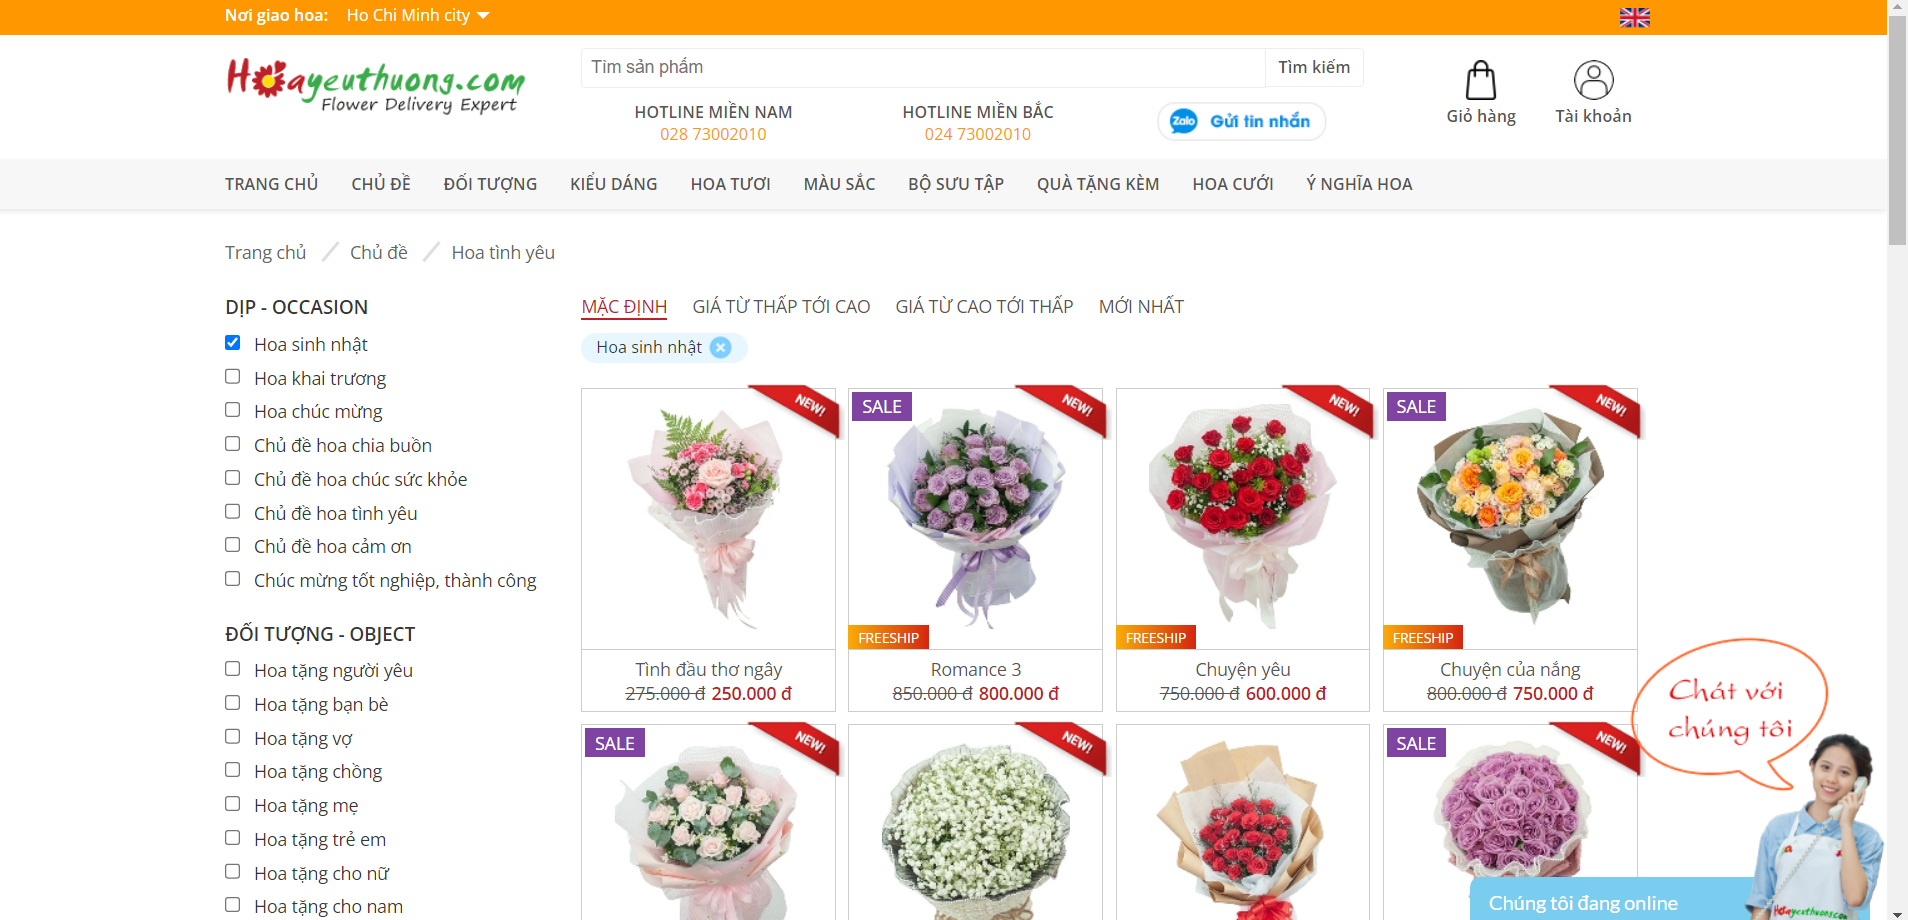 Nơi giao hoa: Ho Chi Minh city
Hoayeuthuong.com
Flower Delivery Expert
Tìm sản phẩm
Tìm kiếm
HOTLINE MIỀN NAM
028 73002010
HOTLINE MIỀN BẮC
024 73002010
Zalo Gửi tin nhắn
Giỏ hàng
Tài khoản
TRANG CHỦ CHỦ ĐỀ ĐỐI TƯỢNG KIỂU DÁNG HOA TƯƠI MÀU SẮC BỘ SƯU TẬP QUÀ TẶNG KÈM HOA CƯỚI Ý NGHĨA HOA
Trang chủ / Chủ đề / Hoa tình yêu
DỊP - OCCASION
Hoa sinh nhật
Hoa khai trương
Hoa chúc mừng
Chủ đề hoa chia buồn
Chủ đề hoa chúc sức khỏe
Chủ đề hoa tình yêu
Chủ đề hoa cảm ơn
Chúc mừng tốt nghiệp, thành công
ĐỐI TƯỢNG - OBJECT
Hoa tặng người yêu
Hoa tặng bạn bè
Hoa tặng vợ
Hoa tặng chồng
Hoa tặng mẹ
Hoa tặng trẻ em
Hoa tặng cho nữ
Hoa tặng cho nam
MẶC ĐỊNH GIÁ TỪ THẤP TỚI CAO GIÁ TỪ CAO TỚI THẤP MỚI NHẤT
Hoa sinh nhật
NEW!
Tình đầu thơ ngây
275.000 đ 250.000 đ
SALE
NEW!
FREESHIP
Romance 3
850.000 đ 800.000 đ
NEW!
FREESHIP
Chuyện yêu
750.000 đ 600.000 đ
SALE
NEW!
FREESHIP
Chuyện của nắng
800.000 đ 750.000 đ
SALE
NEW!
NEW!
SALE
NEW!
Chát với
chúng tôi
Hoayeuthuong.com
Chúng tôi đang online